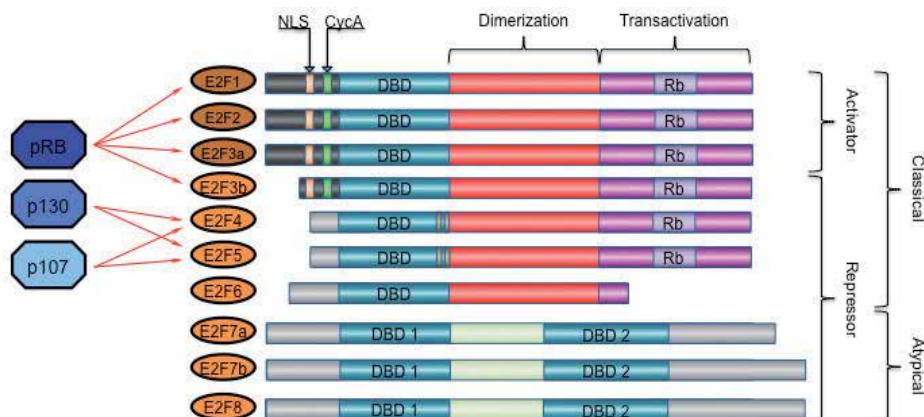 NLS CycA Dimerization Transactivation
E2F1 DBD Rb
E2F2 DBD Rb
E2F3a DBD Rb
E2F3b DBD Rb
E2F4 DBD Rb
E2F5 DBD Rb
E2F6 DBD
E2F7a DBD 1 DBD 2
E2F7b DBD 1 DBD 2
E2F8 DBD 1 DBD 2
pRB
p130
p107
Activator
Repressor
Classical
Atypical